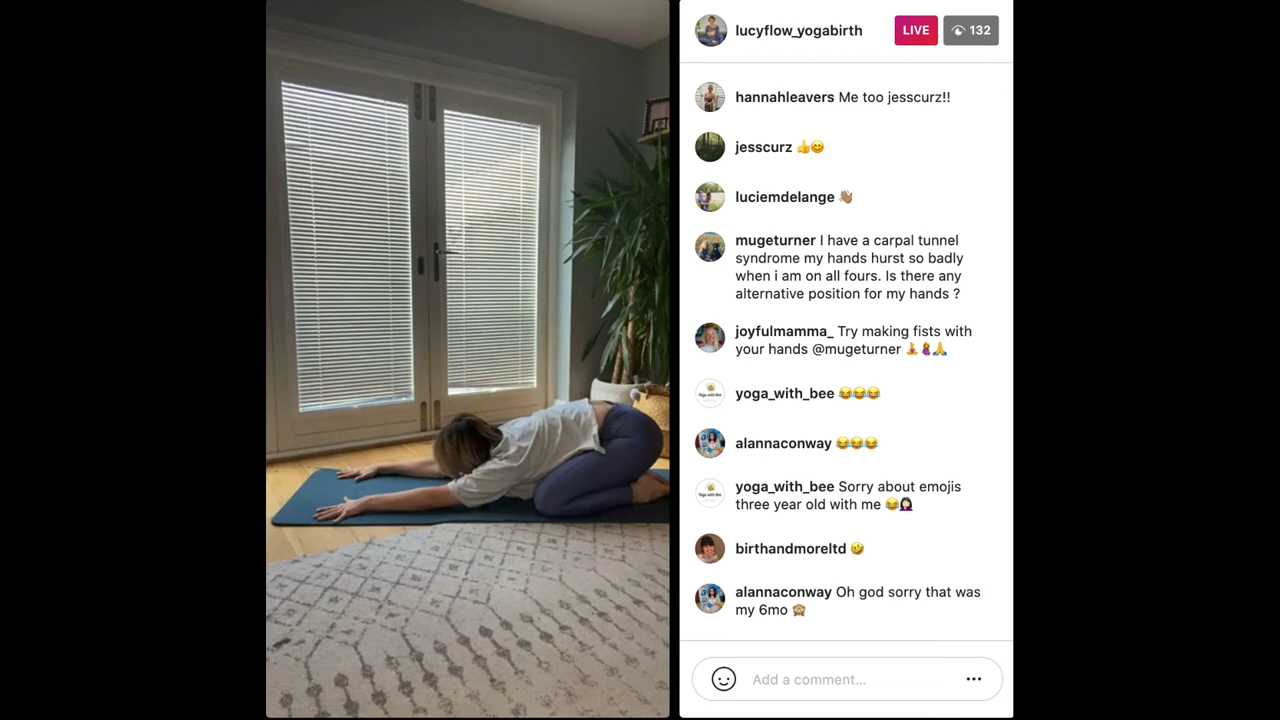 lucyflow_yogabirth LIVE 132
hannahleavers Me too jesscurz!!
jesscurz 👍😊
luciemdelange 👋🏽
mugeturner I have a carpal tunnel
syndrome my hands hurst so badly
when i am on all fours. Is there any
alternative position for my hands ?
joyfulmamma_ Try making fists with
your hands @mugeturner 🧘🏼‍♀️🤰🏾🙏
yoga_with_bee 😂😂😂
alannaconway 😂😂😂
yoga_with_bee Sorry about emojis
three year old with me 😂🤦🏻‍♀️
birthandmoreltd 🤣
alannaconway Oh god sorry that was
my 6mo 🙈
Add a comment...